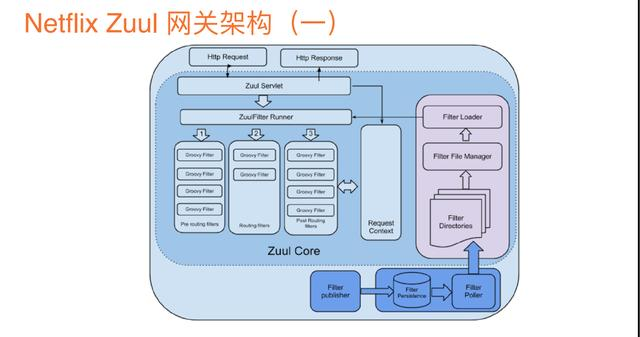 Netflix Zuul 网关架构（一）
Http Request
Http Response
Zuul Servlet
ZuulFilter Runner
1
2
3
Groovy Filter
Groovy Filter
Groovy Filter
Groovy Filter
Pre routing filters
Groovy Filter
Groovy Filter
Routing filters
Groovy Filter
Groovy Filter
Groovy Filter
Groovy Filter
Post Routing
filters
Request
Context
Zuul Core
Filter Loader
Filter File Manager
Filter
Directories
Filter
publisher
Filter
Persistence
Filter
Poller